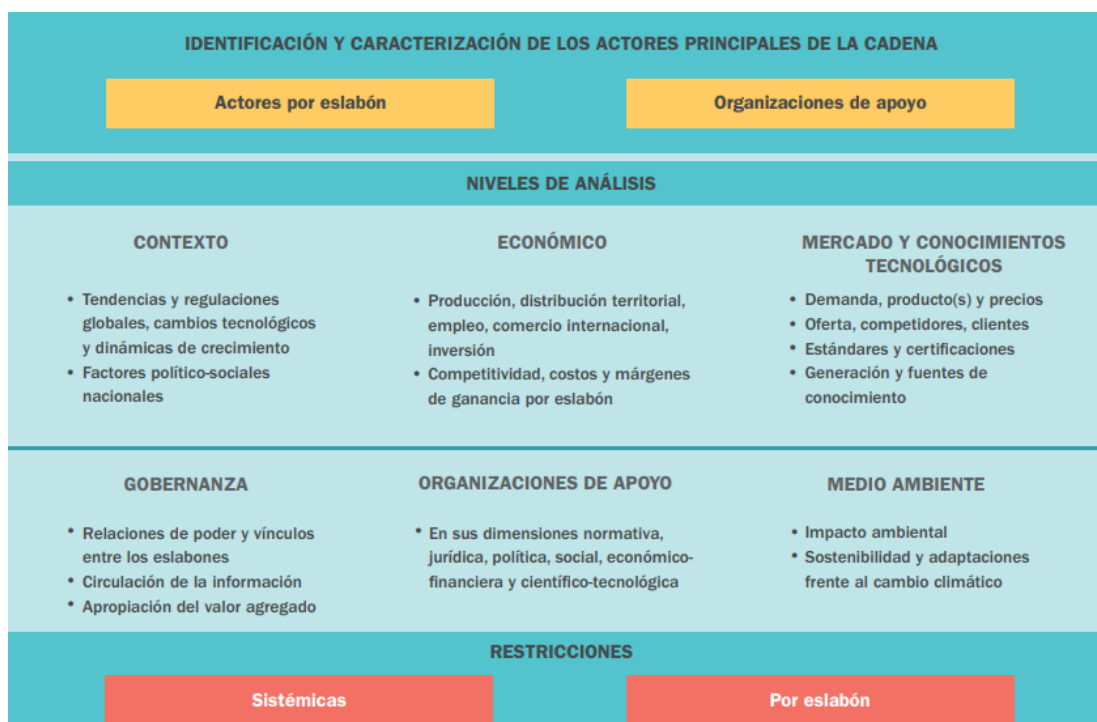 IDENTIFICACIÓN Y CARACTERIZACIÓN DE LOS ACTORES PRINCIPALES DE LA CADENA
Actores por eslabón
Organizaciones de apoyo
NIVELES DE ANÁLISIS
CONTEXTO
• Tendencias y regulaciones
globales, cambios tecnológicos
y dinámicas de crecimiento
• Factores político-sociales
nacionales
ECONÓMICO
• Producción, distribución territorial,
empleo, comercio internacional,
inversión
• Competitividad, costos y márgenes
de ganancia por eslabón
MERCADO Y CONOCIMIENTOS
TECNOLÓGICOS
• Demanda, producto(s) y precios
• Oferta, competidores, clientes
• Estándares y certificaciones
• Generación y fuentes de
conocimiento
GOBERNANZA
• Relaciones de poder y vínculos
entre los eslabones
• Circulación de la información
• Apropiación del valor agregado
ORGANIZACIONES DE APOYO
• En sus dimensiones normativa,
jurídica, política, social, económico-
financiera y científico-tecnológica
MEDIO AMBIENTE
• Impacto ambiental
• Sostenibilidad y adaptaciones
frente al cambio climático
RESTRICCIONES
Sistémicas
Por eslabón